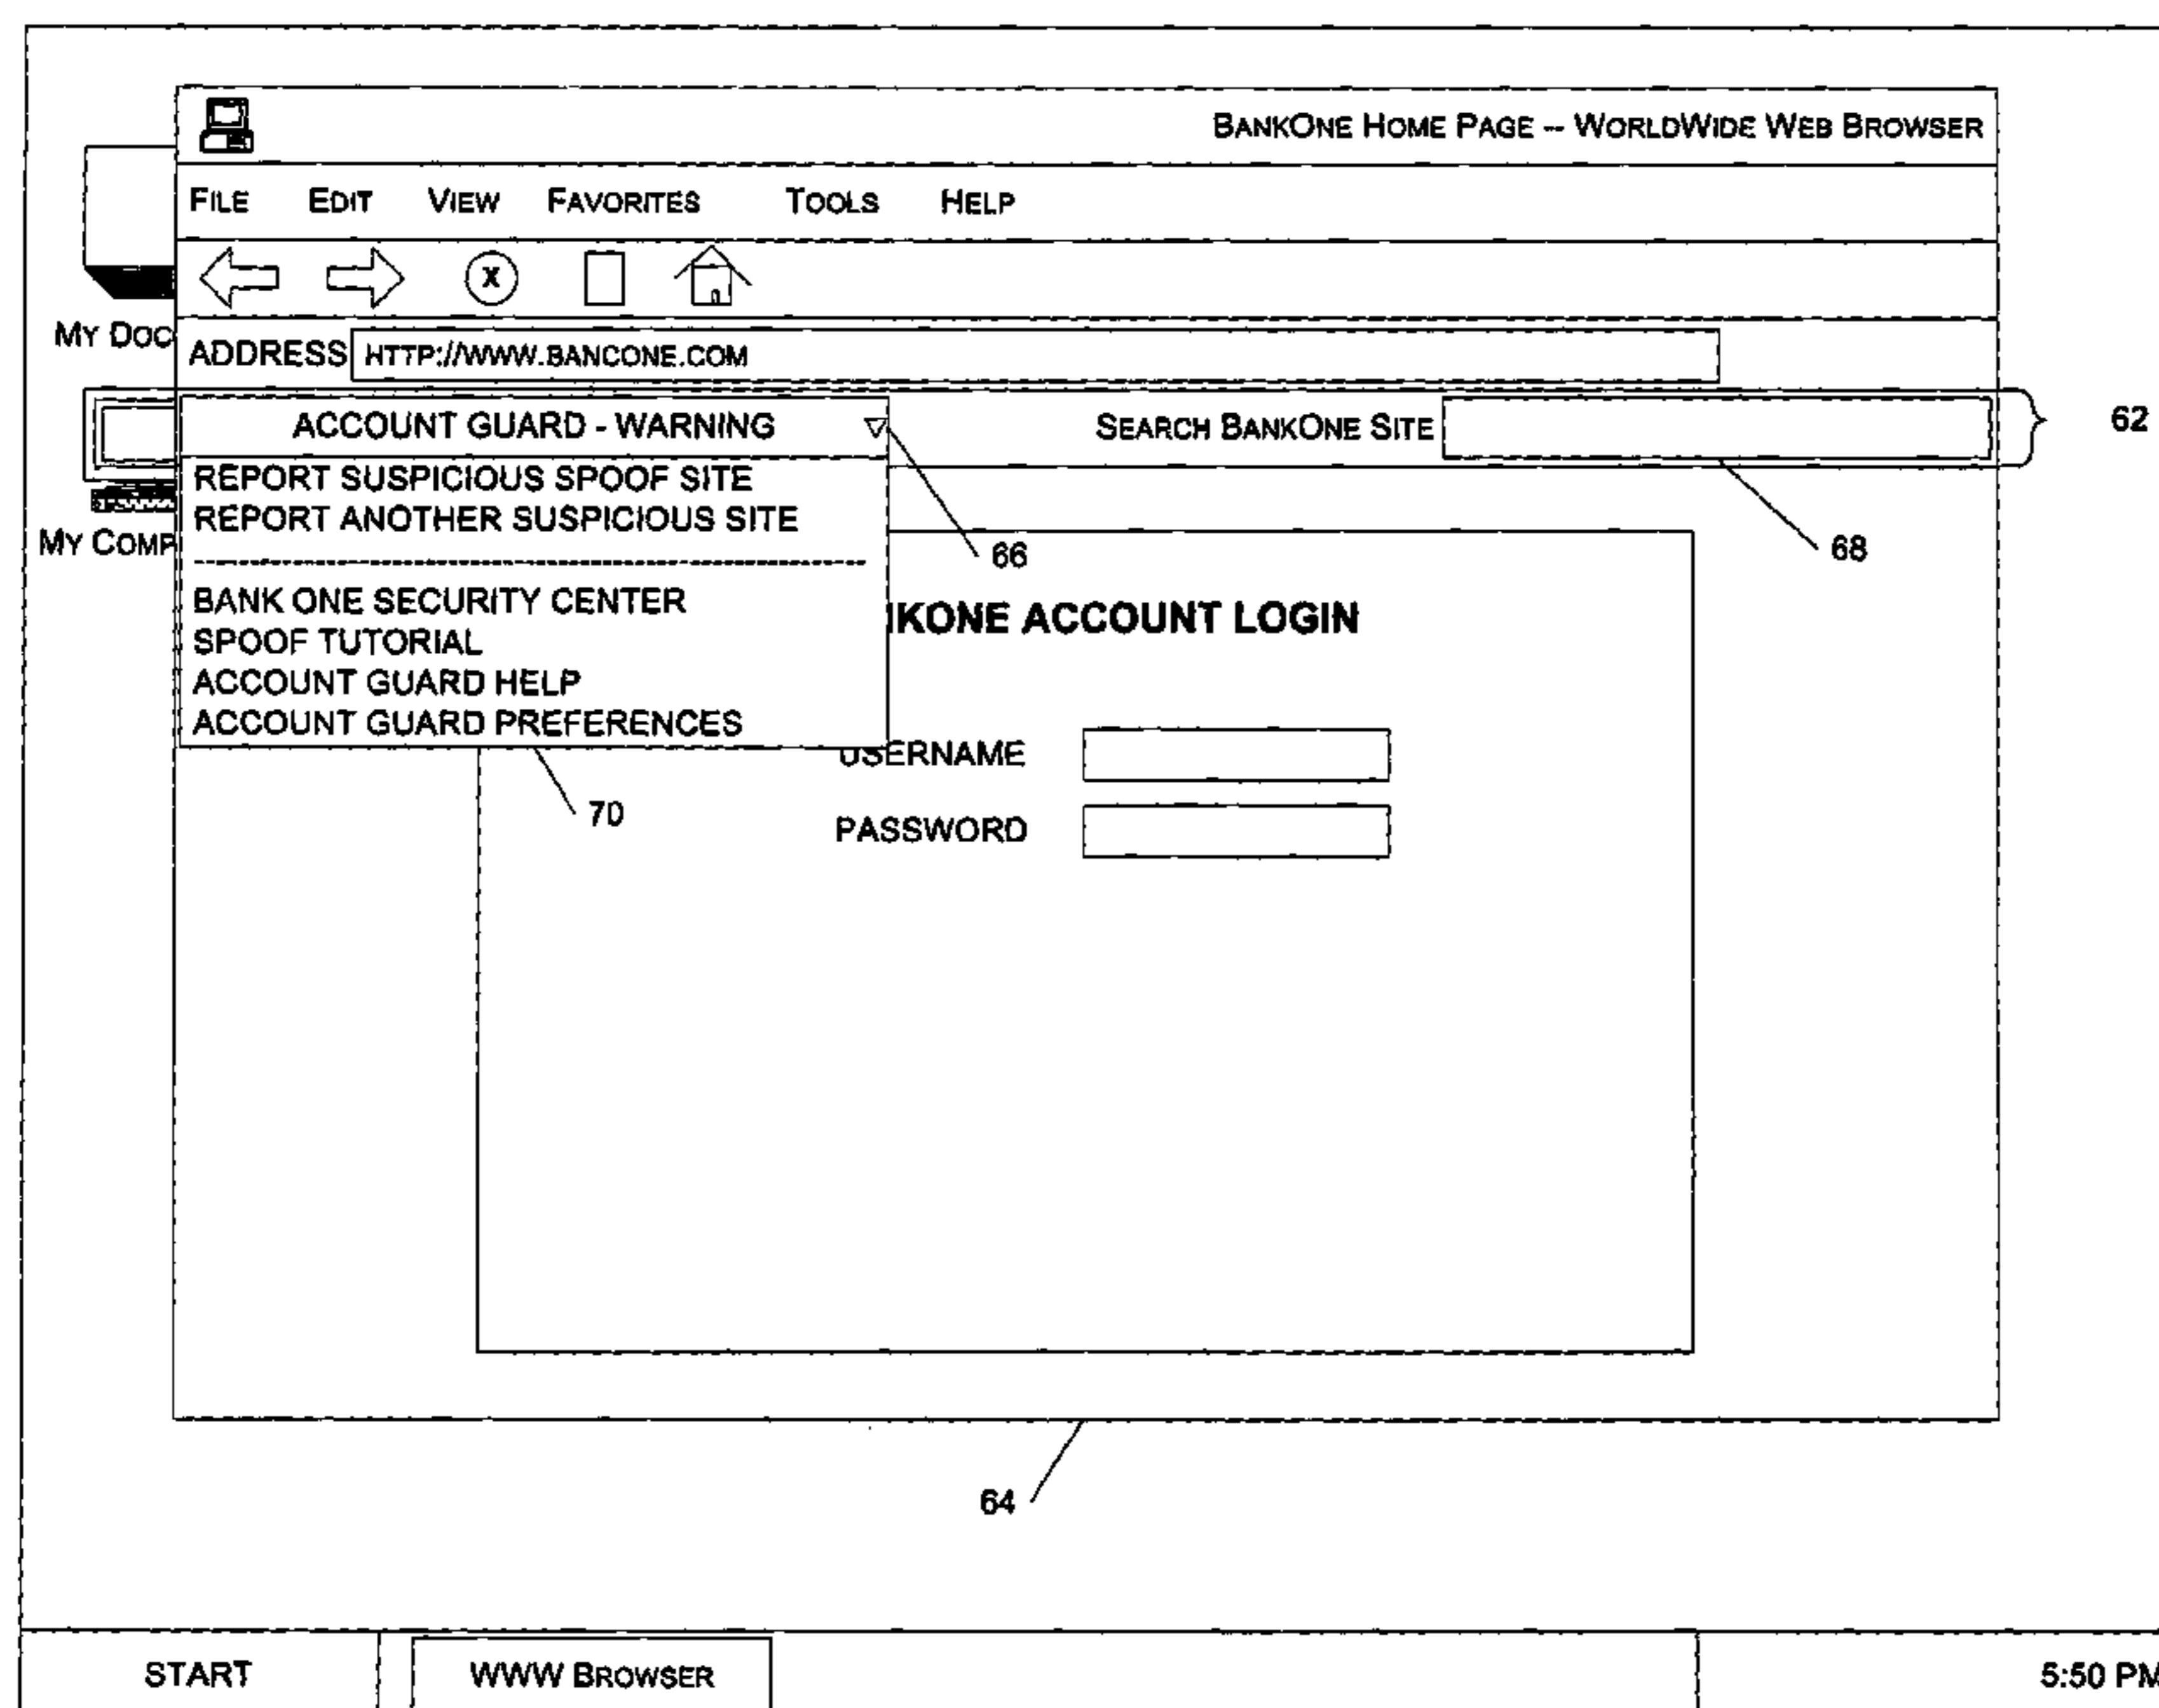 BANKONE HOME PAGE -- WORLDWIDE WEB BROWSER
FILE EDIT VIEW FAVORITES TOOLS HELP
X
MY DOC
ADDRESS HTTP://WWW.BANCONE.COM
ACCOUNT GUARD - WARNING SEARCH BANKONE SITE 62
REPORT SUSPICIOUS SPOOF SITE
REPORT ANOTHER SUSPICIOUS SITE
MY COMP
66 68
BANK ONE SECURITY CENTER
SPOOF TUTORIAL
ACCOUNT GUARD HELP
ACCOUNT GUARD PREFERENCES
KONE ACCOUNT LOGIN
USERNAME
70
PASSWORD
64
START WWW BROWSER 5:50 PM